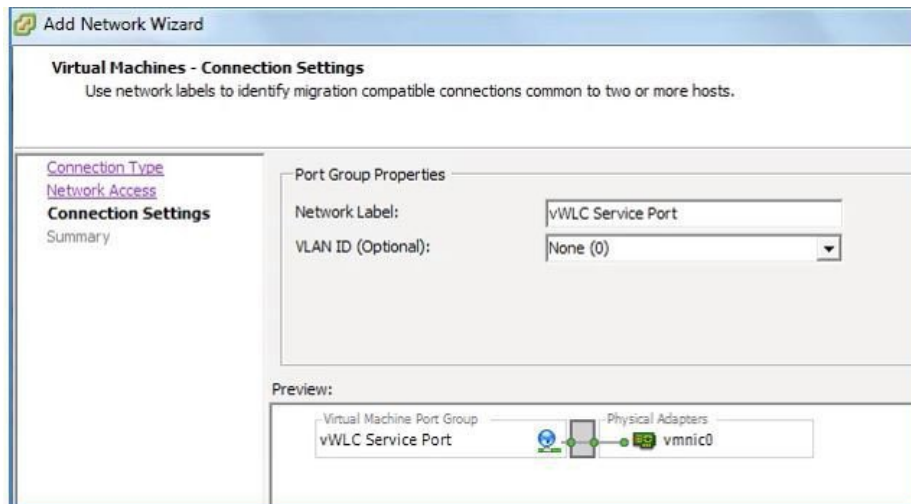 Add Network Wizard
Virtual Machines - Connection Settings
Use network labels to identify migration compatible connections common to two or more hosts.
Connection Type
Network Access
Connection Settings
Summary
Port Group Properties
Network Label: vWLC Service Port
VLAN ID (Optional): None (0)
Preview:
Virtual Machine Port Group Physical Adapters
vWLC Service Port vmnic0